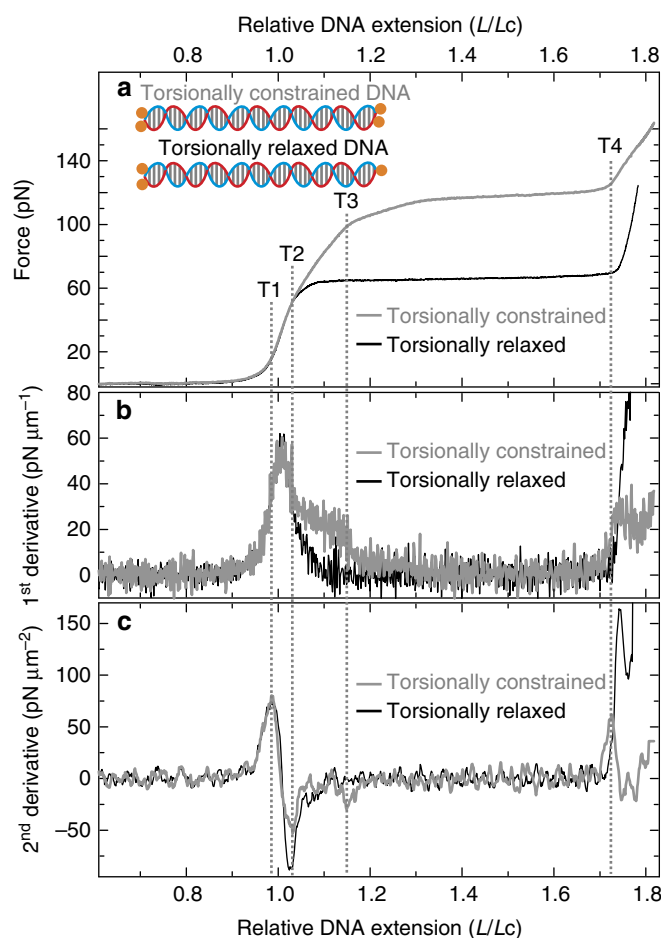 Relative DNA extension (L/Lc)
0.8 1.0 1.2 1.4 1.6 1.8
a
Torsionally constrained DNA
Torsionally relaxed DNA
T1
T2
T3
T4
Force (pN)
140
100
60
20
Torsionally constrained
Torsionally relaxed
b
1st derivative (pN µm−1)
80
60
40
20
0
Torsionally constrained
Torsionally relaxed
c
2nd derivative (pN µm−2)
150
100
50
0
−50
Torsionally constrained
Torsionally relaxed
0.8 1.0 1.2 1.4 1.6 1.8
Relative DNA extension (L/Lc)